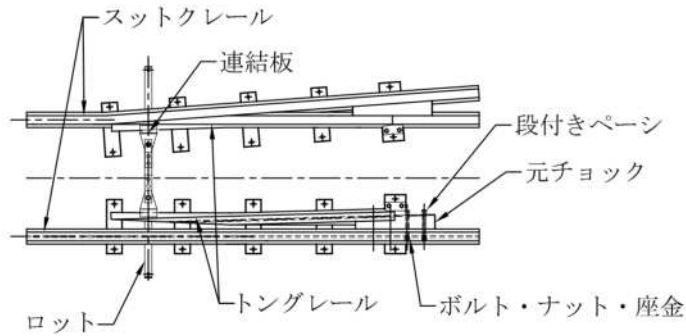 スットクレール
連結板
段付きペーシ
元チョック
ロット
トングレール
ボルト・ナット・座金